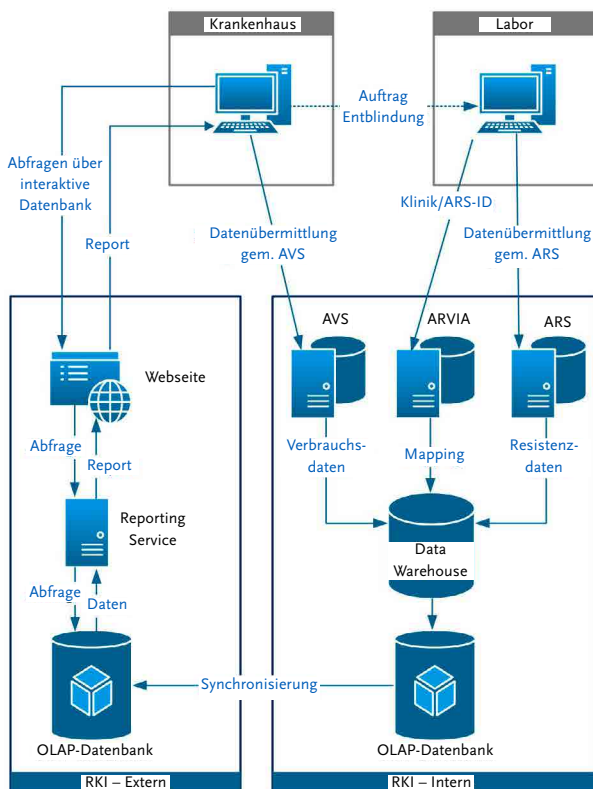 Krankenhaus
Labor
Auftrag
Entblindung
Abfragen über
interaktive
Datenbank
Report
Datenübermittlung
gem. AVS
Klinik/ARS-ID
Datenübermittlung
gem. ARS
AVS
ARVIA
ARS
Webseite
Verbrauchs-
daten
Mapping
Resistenz-
daten
Abfrage
Report
Reporting
Service
Data
Warehouse
Abfrage
Daten
Synchronisierung
OLAP-Datenbank
OLAP-Datenbank
RKI – Extern
RKI – Intern